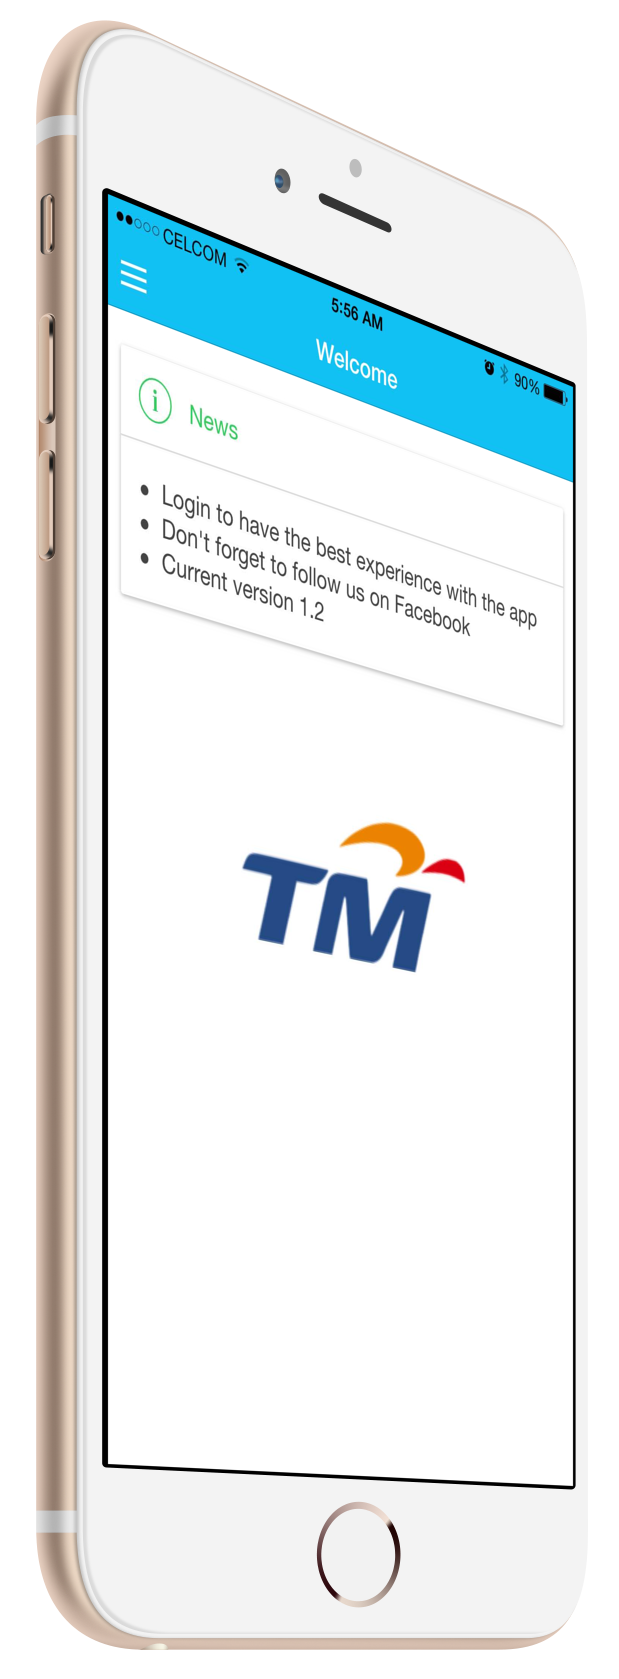 CELCOM
5:56 AM
90%
Welcome
i
News
• Login to have the best experience with the app
• Don't forget to follow us on Facebook
• Current version 1.2
TM